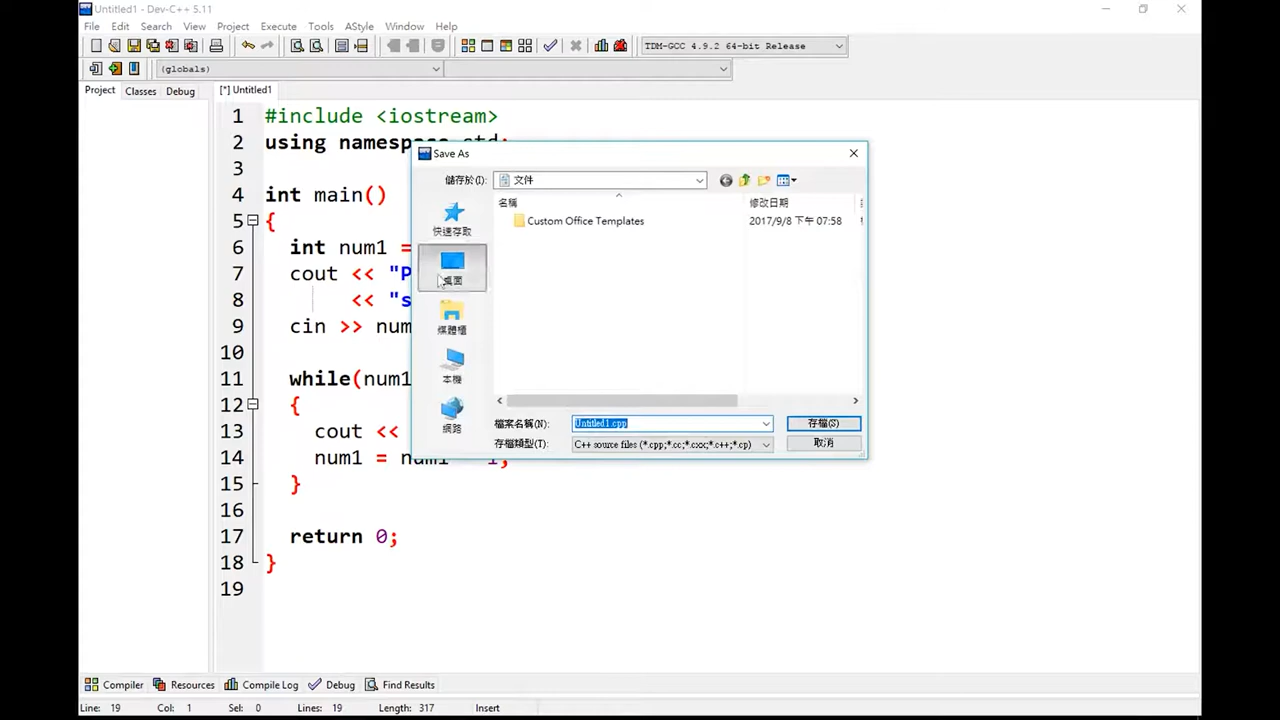 Untitled1 - Dev-C++ 5.11
File Edit Search View Project Execute Tools AStyle Window Help
TDM-GCC 4.9.2 64-bit Release
(globals)
Project Classes Debug [*] Untitled1
1 #include <iostream>
2 using namespace std;
3
4 int main()
5 {
6 int num1 =
7 cout << "P
8 << "s
9 cin >> num
10
11 while(num1
12 {
13 cout <<
14 num1 = num1 1;
15 }
16
17 return 0;
18 }
19
Save As
儲存於(I): 文件
名稱 修改日期
Custom Office Templates 2017/9/8 下午 07:58
快速存取
桌面
媒體櫃
本機
網路
檔案名稱(N): Untitled1.cpp 存檔(S)
存檔類型(T): C++ source files (*.cpp;*.cc;*.cxx;*.c++;*.cp) 取消
Compiler Resources Compile Log Debug Find Results
Line: 19 Col: 1 Sel: 0 Lines: 19 Length: 317 Insert